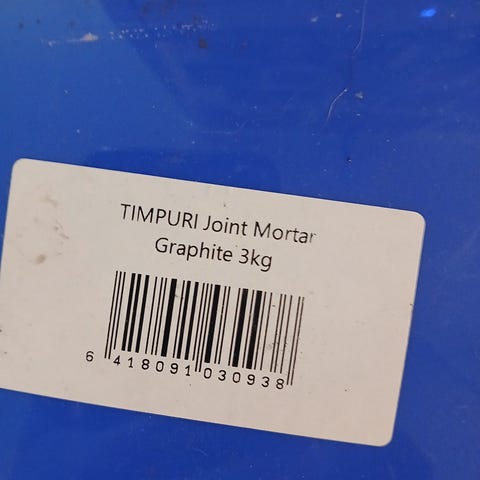 TIMPURI Joint Mortar
Graphite 3kg
6 418091 030938